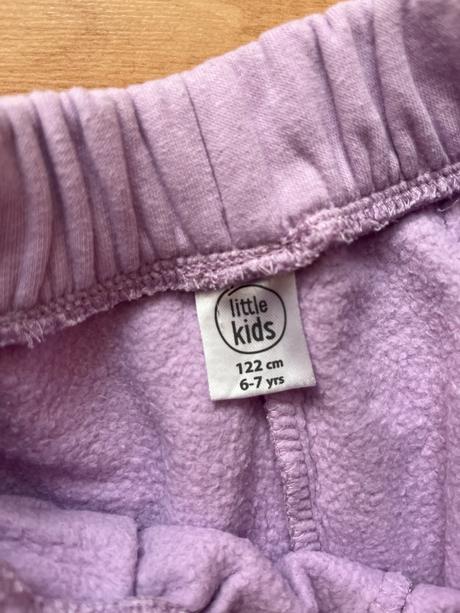 little
kids
122 cm
6-7 yrs